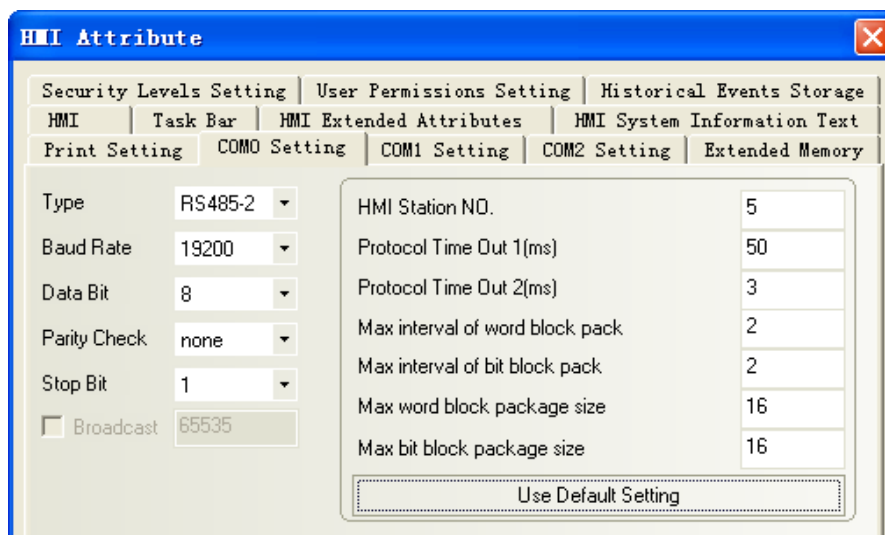 HMI Attribute
Security Levels Setting User Permissions Setting Historical Events Storage
HMI Task Bar HMI Extended Attributes HMI System Information Text
Print Setting COM0 Setting COM1 Setting COM2 Setting Extended Memory
Type RS485-2
Baud Rate 19200
Data Bit 8
Parity Check none
Stop Bit 1
Broadcast 65535
HMI Station NO. 5
Protocol Time Out 1(ms) 50
Protocol Time Out 2(ms) 3
Max interval of word block pack 2
Max interval of bit block pack 2
Max word block package size 16
Max bit block package size 16
Use Default Setting